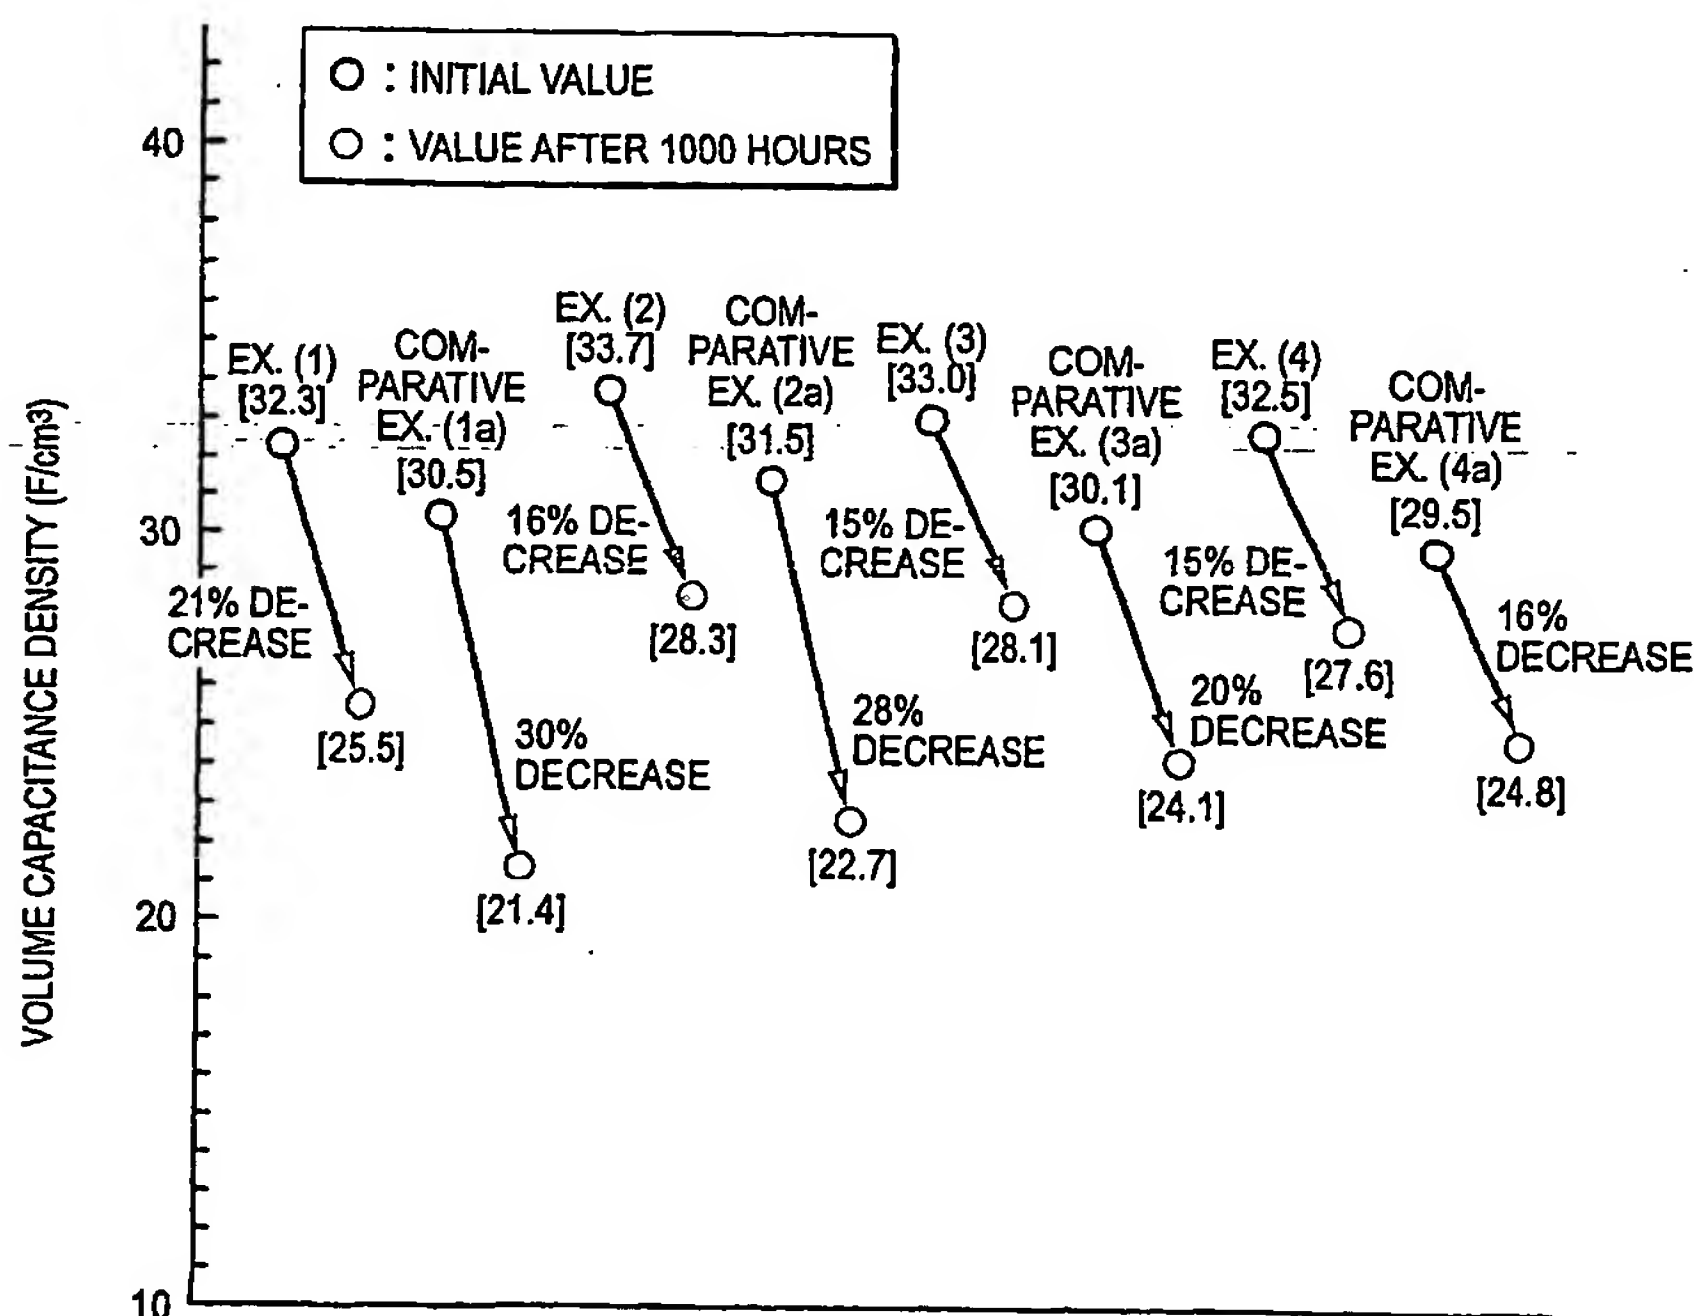 ○ : INITIAL VALUE
○ : VALUE AFTER 1000 HOURS
VOLUME CAPACITANCE DENSITY (F/cm³)
40
30
20
10
EX. (1)
[32.3]
21% DE-
CREASE
[25.5]
COM-
PARATIVE
EX. (1a)
[30.5]
30%
DECREASE
[21.4]
EX. (2)
[33.7]
16% DE-
CREASE
[28.3]
COM-
PARATIVE
EX. (2a)
[31.5]
28%
DECREASE
[22.7]
EX. (3)
[33.0]
15% DE-
CREASE
[28.1]
COM-
PARATIVE
EX. (3a)
[30.1]
20%
DECREASE
[24.1]
EX. (4)
[32.5]
15% DE-
CREASE
[27.6]
COM-
PARATIVE
EX. (4a)
[29.5]
16%
DECREASE
[24.8]